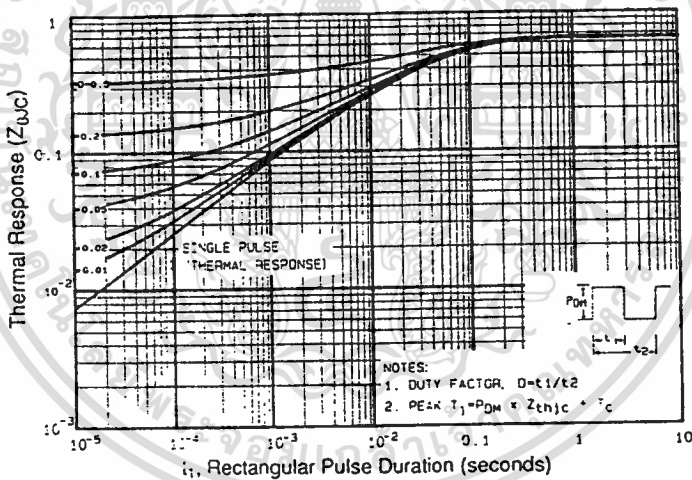 Thermal Response (ZθJC)
1
0.1
10-2
10-3
D=0.5
0.2
0.1
0.05
0.02
0.01
SINGLE PULSE
(THERMAL RESPONSE)
PDM
t1
t2
NOTES:
1. DUTY FACTOR, D=t1/t2
2. PEAK TJ=PDM x Zthjc + TC
10-5
10-4
10-3
10-2
0.1
1
10
t1, Rectangular Pulse Duration (seconds)